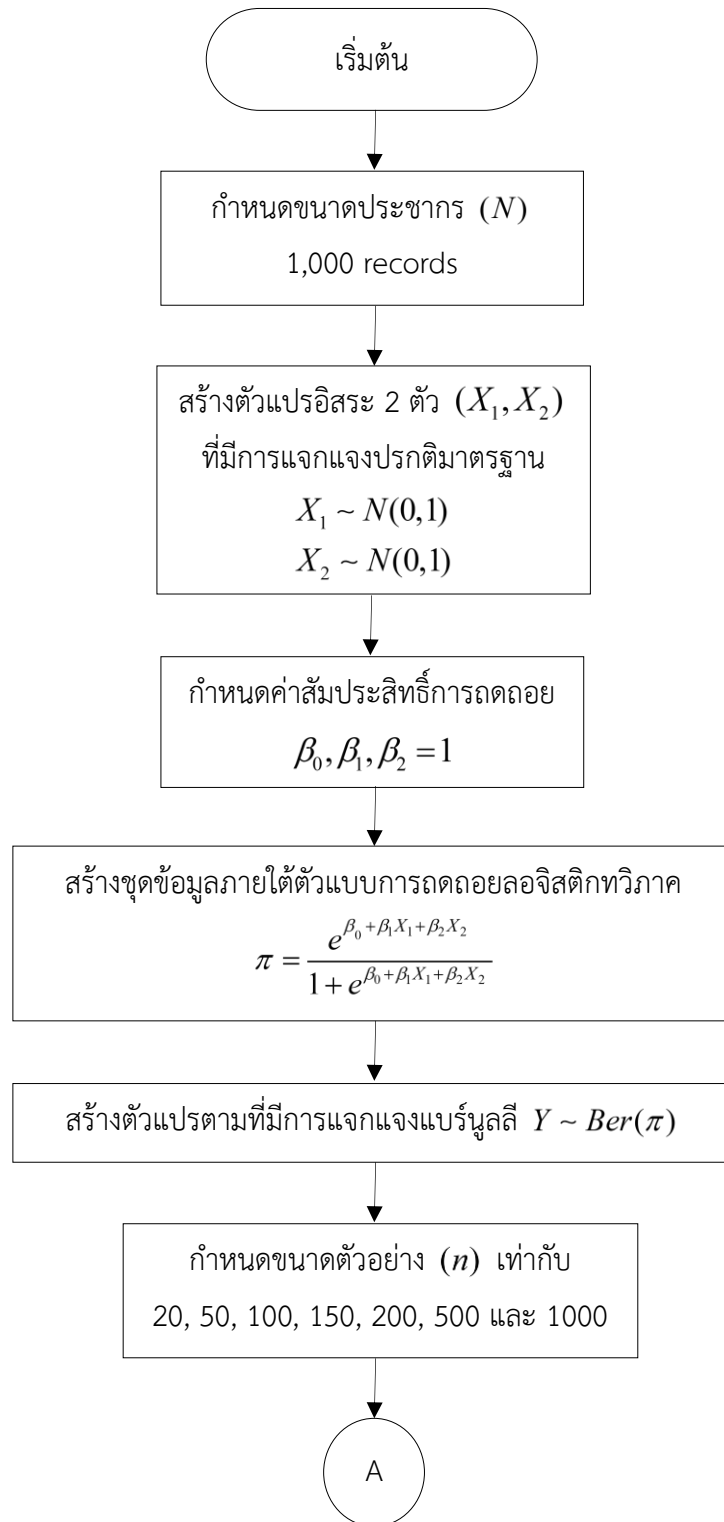 เริ่มต้น
กำหนดขนาดประชากร (N)
1,000 records
สร้างตัวแปรอิสระ 2 ตัว (X₁, X₂)
ที่มีการแจกแจงปรกติมาตรฐาน
X₁ ~ N(0,1)
X₂ ~ N(0,1)
กำหนดค่าสัมประสิทธิ์การถดถอย
β₀, β₁, β₂ = 1
สร้างชุดข้อมูลภายใต้ตัวแบบการถดถอยลอจิสติกทวิภาค
π = e^{β₀+β₁X₁+β₂X₂} / 1 + e^{β₀+β₁X₁+β₂X₂}
สร้างตัวแปรตามที่มีการแจกแจงแบร์นูลลี Y ~ Ber(π)
กำหนดขนาดตัวอย่าง (n) เท่ากับ
20, 50, 100, 150, 200, 500 และ 1000
A